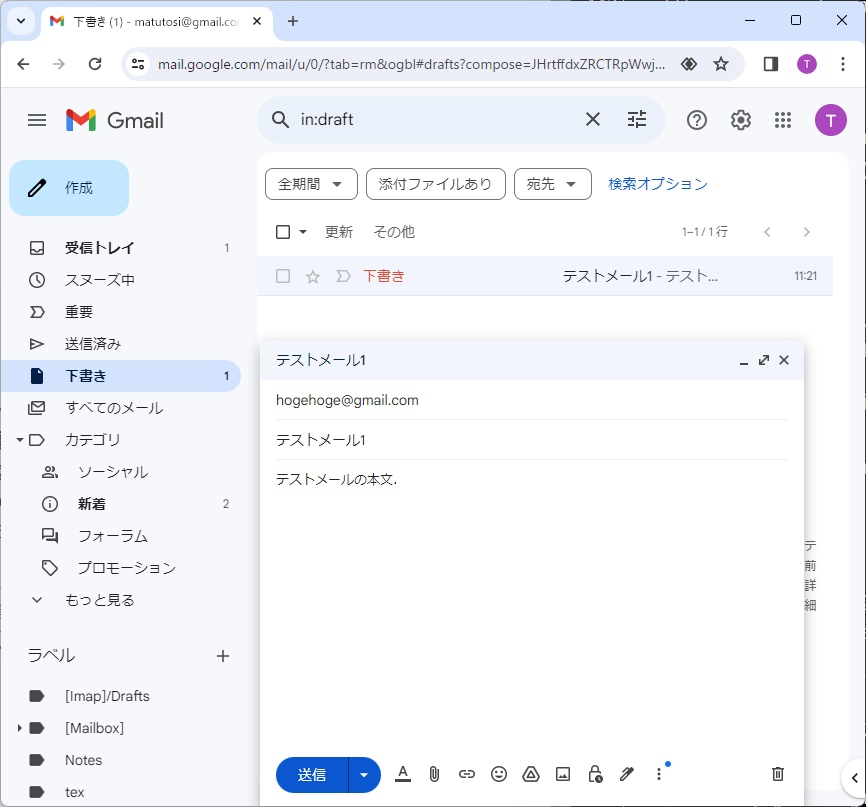 下書き (1) - matutosi@gmail.co
mail.google.com/mail/u/0/?tab=rm&ogbl#drafts?compose=JHrtffdxZRCTRpWwj...
T
Gmail
in:draft
T
作成
全期間
添付ファイルあり
宛先
検索オプション
更新
その他
1–1 / 1 行
受信トレイ 1
スヌーズ中
重要
送信済み
下書き 1
すべてのメール
カテゴリ
ソーシャル
新着 2
フォーラム
プロモーション
もっと見る
ラベル
[Imap]/Drafts
[Mailbox]
Notes
tex
下書き テストメール1 - テスト... 11:21
テストメール1
hogehoge@gmail.com
テストメール1
テストメールの本文.
テ
前
詳
細
送信